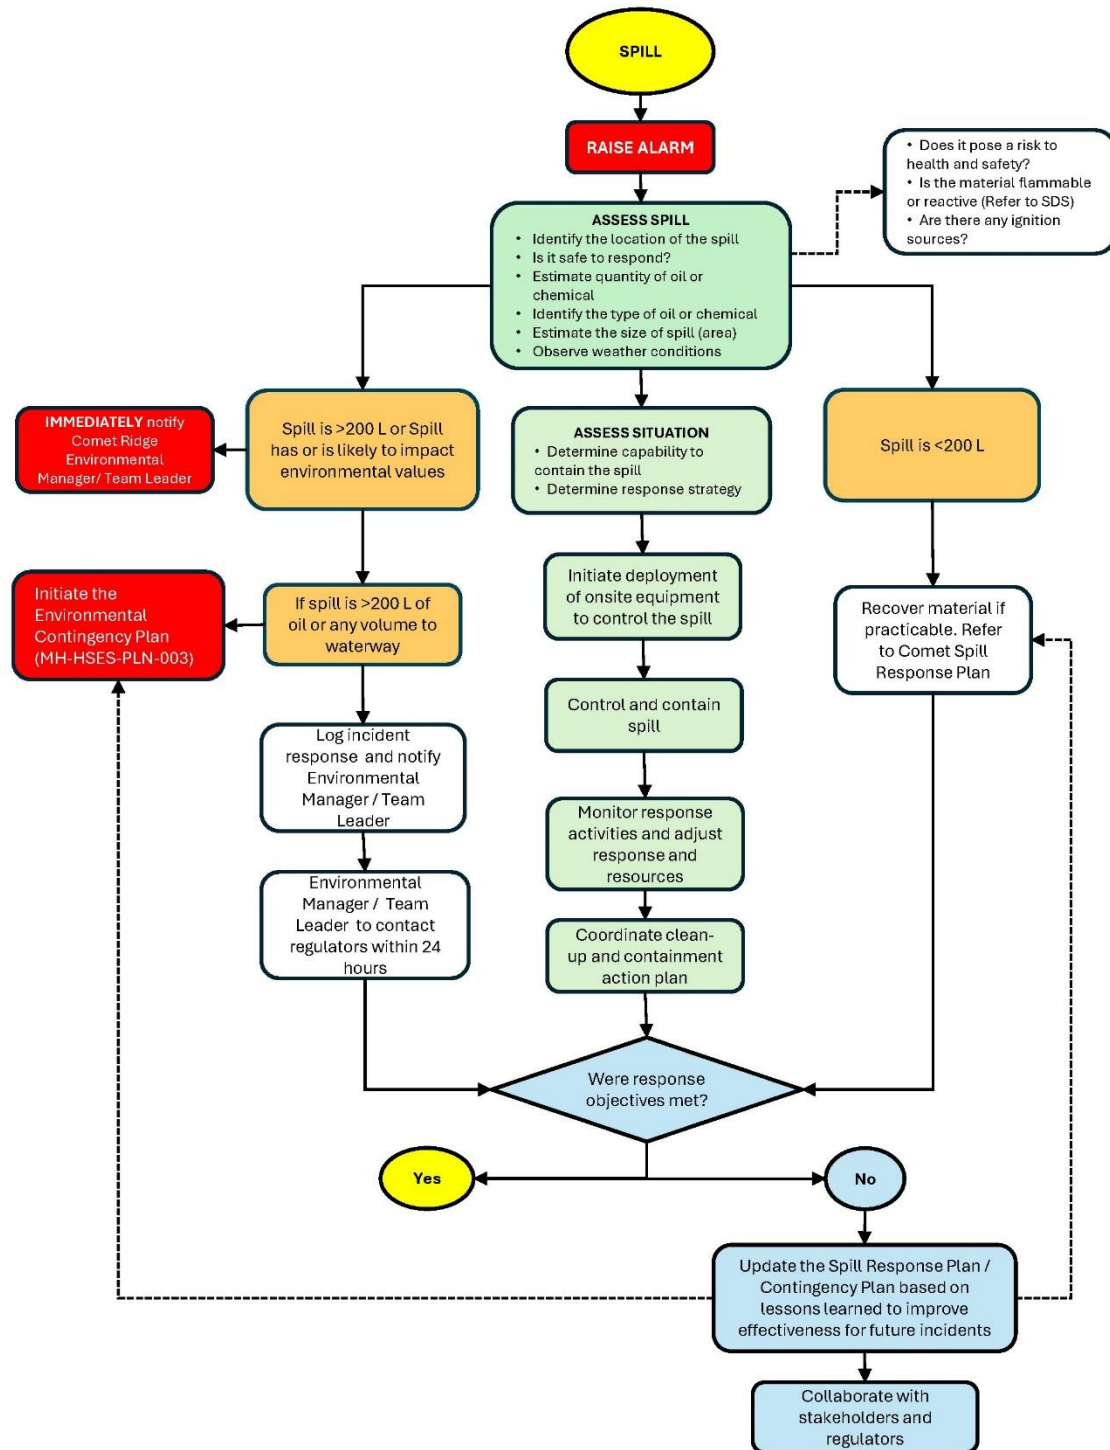 SPILL
RAISE ALARM
• Does it pose a risk to
health and safety?
• Is the material flammable
or reactive (Refer to SDS)
• Are there any ignition
sources?
ASSESS SPILL
• Identify the location of the spill
• Is it safe to respond?
• Estimate quantity of oil or
chemical
• Identify the type of oil or chemical
• Estimate the size of spill (area)
• Observe weather conditions
IMMEDIATELY notify
Comet Ridge
Environmental
Manager/ Team Leader
Spill is >200 L or Spill
has or is likely to impact
environmental values
ASSESS SITUATION
• Determine capability to
contain the spill
• Determine response strategy
Spill is <200 L
Initiate the
Environmental
Contingency Plan
(MH-HSES-PLN-003)
If spill is >200 L of
oil or any volume to
waterway
Initiate deployment
of onsite equipment
to control the spill
Recover material if
practicable. Refer
to Comet Spill
Response Plan
Log incident
response and notify
Environmental
Manager / Team
Leader
Control and contain
spill
Monitor response
activities and adjust
response and
resources
Environmental
Manager / Team
Leader to contact
regulators within 24
hours
Coordinate clean-
up and containment
action plan
Were response
objectives met?
Yes
No
Update the Spill Response Plan /
Contingency Plan based on
lessons learned to improve
effectiveness for future incidents
Collaborate with
stakeholders and
regulators